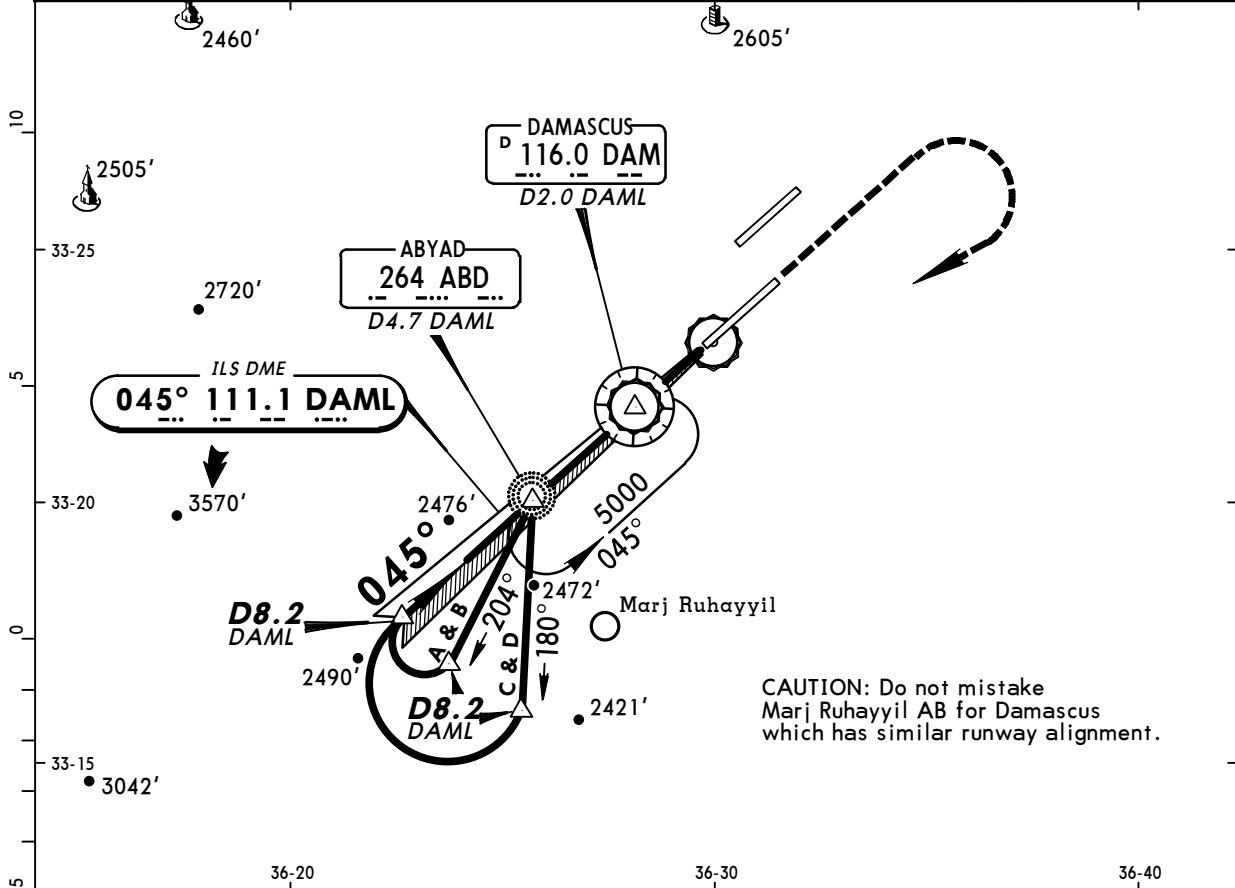 2460'
2605'
10
2505'
DAMASCUS
D 116.0 DAM
D2.0 DAML
33-25
ABYAD
264 ABD
D4.7 DAML
2720'
5
ILS DME
045° 111.1 DAML
3570'
33-20
2476'
5000
045°
045°
2472'
Marj Ruhayyil
D8.2
DAML
A & B
204°
C & D
180°
0
2490'
D8.2
DAML
2421'
CAUTION: Do not mistake
Marj Ruhayyil AB for Damascus
which has similar runway alignment.
33-15
3042'
5
36-20
36-30
36-40